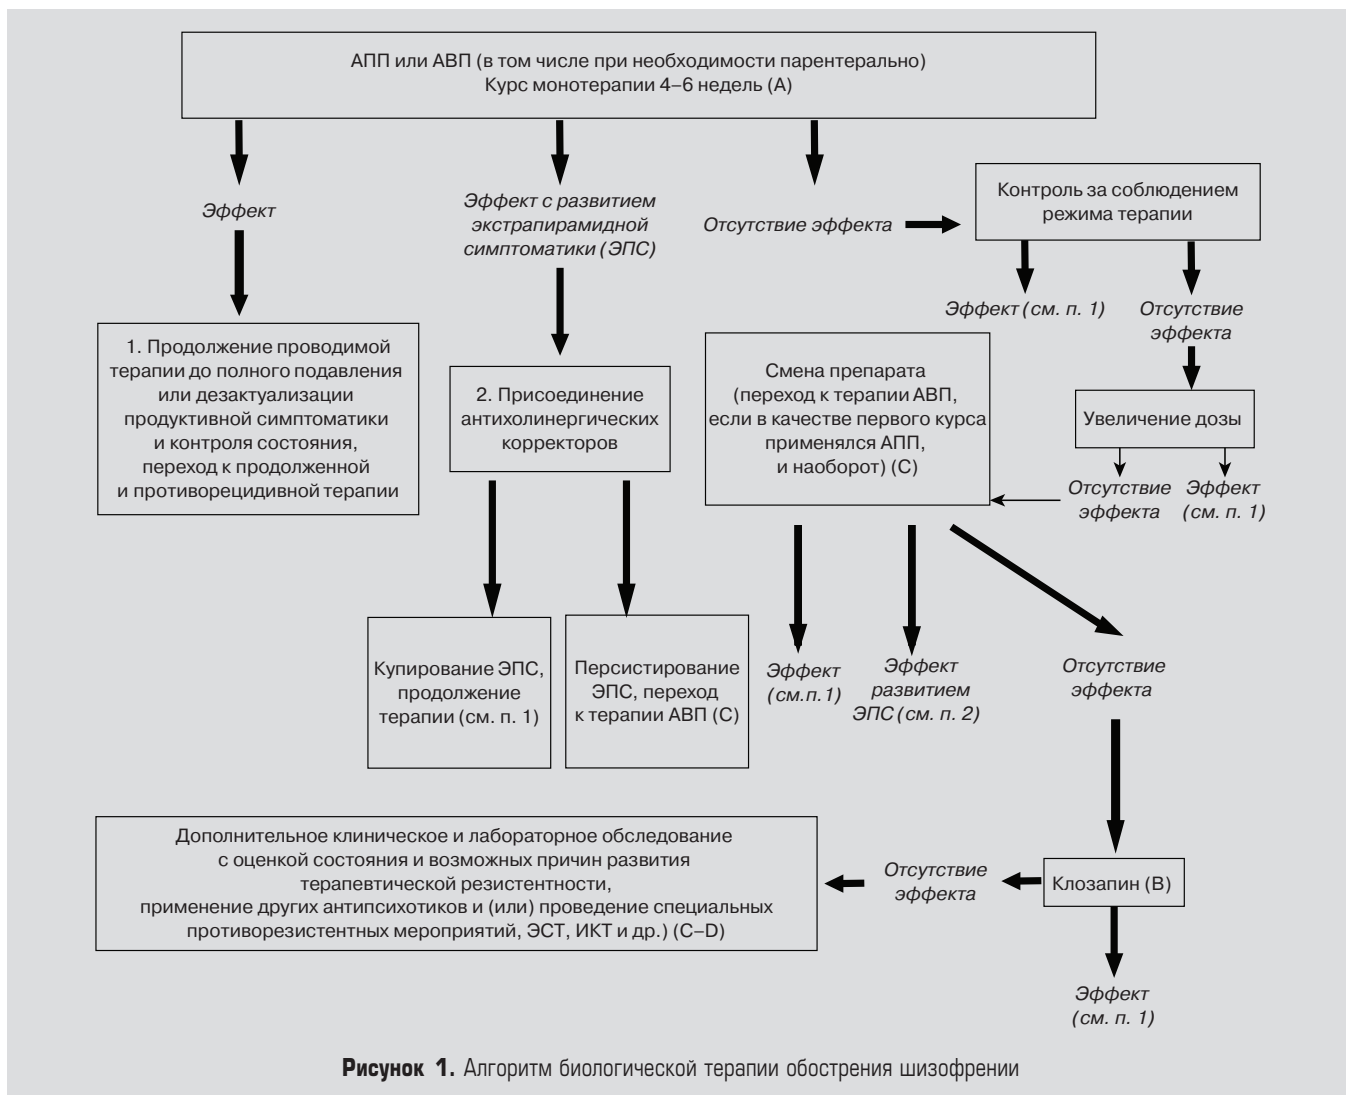 АПП или АВП (в том числе при необходимости парентерально)
Курс монотерапии 4–6 недель (А)
Эффект
Эффект с развитием
экстрапирамидной
симптоматики (ЭПС)
Отсутствие эффекта
Контроль за соблюдением
режима терапии
Эффект (см. п. 1)
Отсутствие
эффекта
1. Продолжение проводимой
терапии до полного подавления
или дезактуализации
продуктивной симптоматики
и контроля состояния,
переход к продолженной
и противорецидивной терапии
2. Присоединение
антихолинергических
корректоров
Смена препарата
(переход к терапии АВП,
если в качестве первого курса
применялся АПП,
и наоборот) (С)
Увеличение дозы
Отсутствие
эффекта
Эффект
(см. п. 1)
Купирование ЭПС,
продолжение
терапии (см. п. 1)
Персистирование
ЭПС, переход
к терапии АВП (С)
Эффект
(см.п.1)
Эффект
развитием
ЭПС (см. п. 2)
Отсутствие
эффекта
Дополнительное клиническое и лабораторное обследование
с оценкой состояния и возможных причин развития
терапевтической резистентности,
применение других антипсихотиков и (или) проведение специальных
противорезистентных мероприятий, ЭСТ, ИКТ и др.) (С–D)
Отсутствие
эффекта
Клозапин (В)
Эффект
(см. п. 1)
Рисунок 1. Алгоритм биологической терапии обострения шизофрении